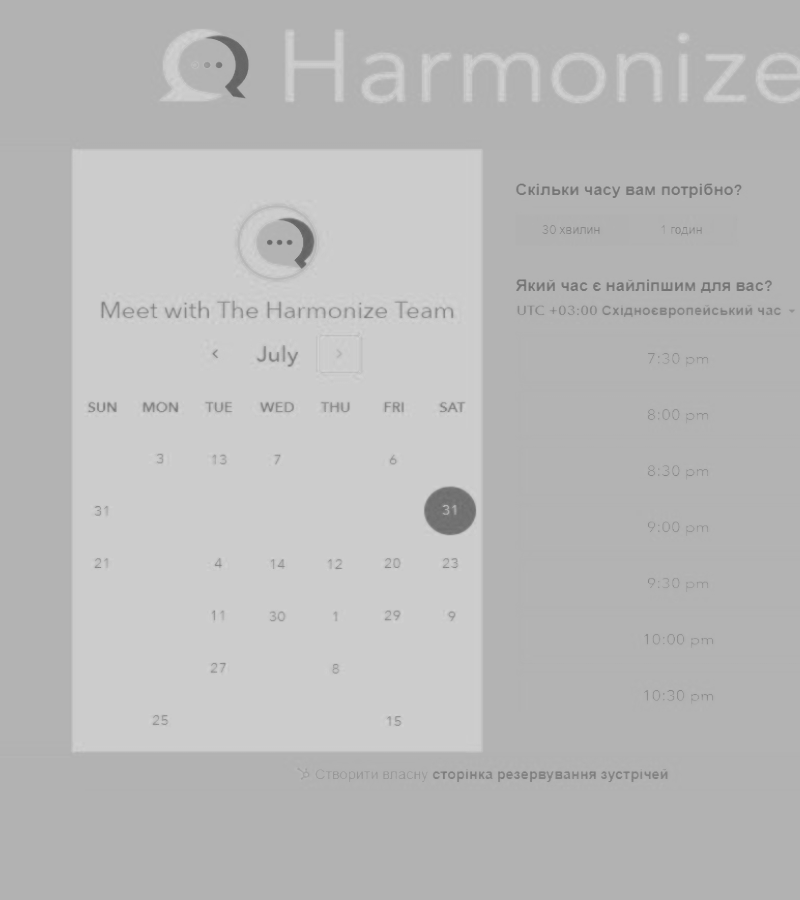 Harmonize
Meet with The Harmonize Team
July
SUN MON TUE WED THU FRI SAT
3 13 7 6
31 31
21 4 14 12 20 23
11 30 1 29 9
27 8
25 15
Скільки часу вам потрібно?
30 хвилин 1 годин
Який час є найліпшим для вас?
UTC +03:00 Східноєвропейський час
7:30 pm
8:00 pm
8:30 pm
9:00 pm
9:30 pm
10:00 pm
10:30 pm
Створити власну сторінка резервування зустрічей